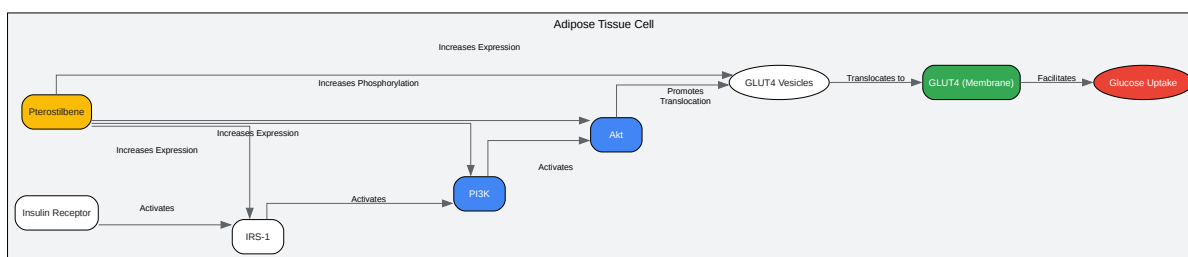 Adipose Tissue Cell
Increases Expression
Increases Phosphorylation
GLUT4 Vesicles
Translocates to
GLUT4 (Membrane)
Facilitates
Glucose Uptake
Promotes
Translocation
Pterostilbene
Increases Expression
Akt
Increases Expression
Activates
PI3K
Activates
Insulin Receptor
Activates
IRS-1